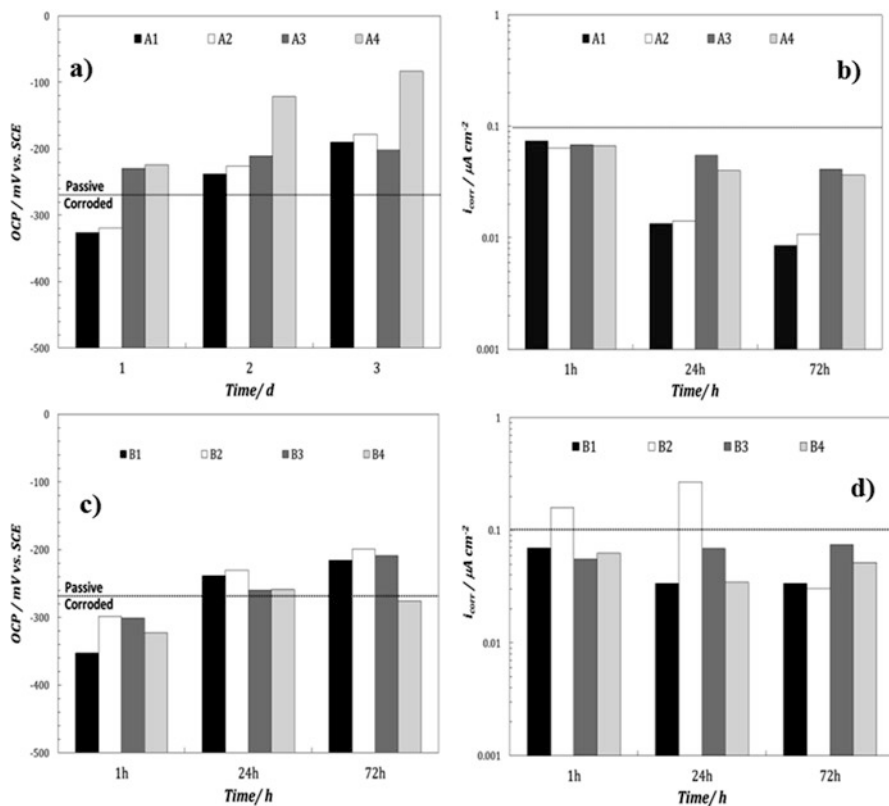 a)
A1 A2 A3 A4
OCP / mV vs. SCE
0
-100
-200
-300
-400
-500
Passive
Corroded
1 2 3
Time/ d
b)
A1 A2 A3 A4
i_corr / μA cm⁻²
1
0.1
0.01
0.001
1h 24h 72h
Time/ h
c)
B1 B2 B3 B4
OCP / mV vs. SCE
0
-100
-200
-300
-400
-500
Passive
Corroded
1h 24h 72h
Time/ h
d)
B1 B2 B3 B4
i_corr / μA cm⁻²
1
0.1
0.01
0.001
1h 24h 72h
Time/ h